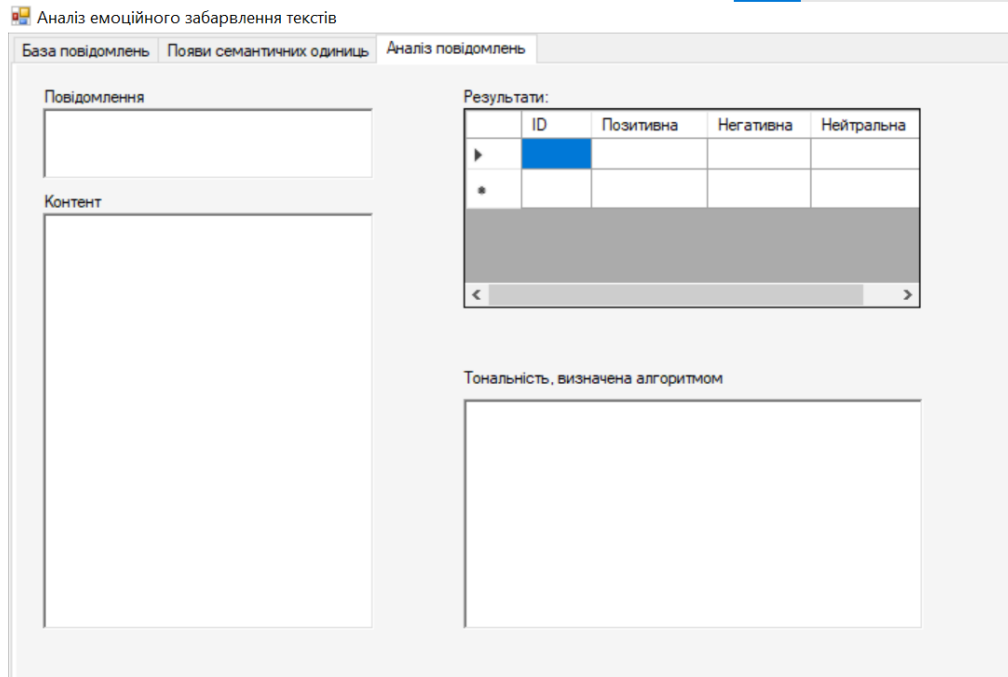 Аналіз емоційного забарвлення текстів
База повідомлень Появи семантичних одиниць Аналіз повідомлень
Повідомлення
Контент
Результати:
ID Позитивна Негативна Нейтральна
Тональність, визначена алгоритмом